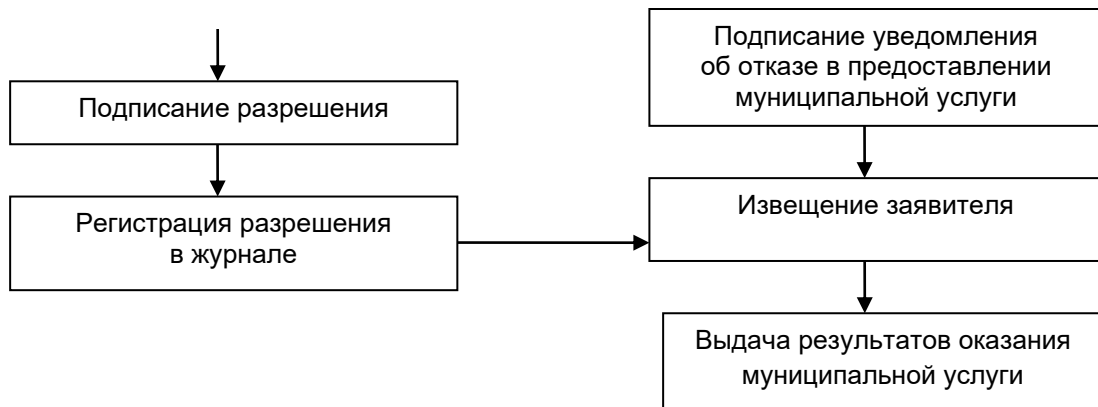 Подписание уведомления
об отказе в предоставлении
муниципальной услуги
Подписание разрешения
Регистрация разрешения
в журнале
Извещение заявителя
Выдача результатов оказания
муниципальной услуги